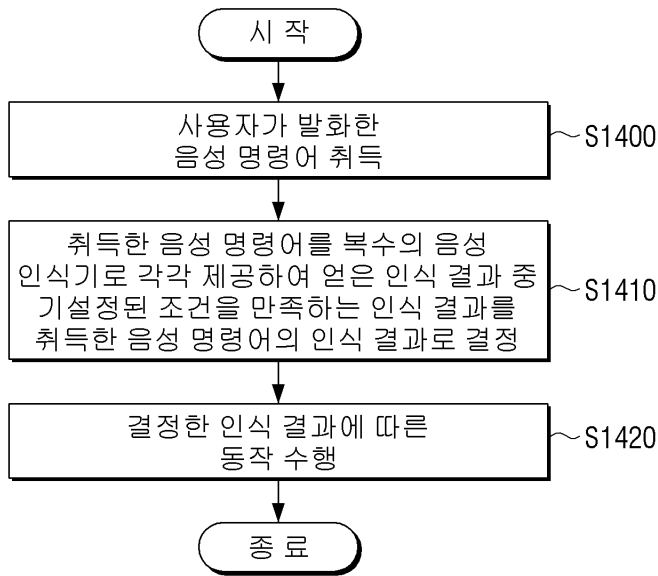 시 작
사용자가 발화한
음성 명령어 취득
S1400
취득한 음성 명령어를 복수의 음성
인식기로 각각 제공하여 얻은 인식 결과 중
기설정된 조건을 만족하는 인식 결과를
취득한 음성 명령어의 인식 결과로 결정
S1410
결정한 인식 결과에 따른
동작 수행
S1420
종 료